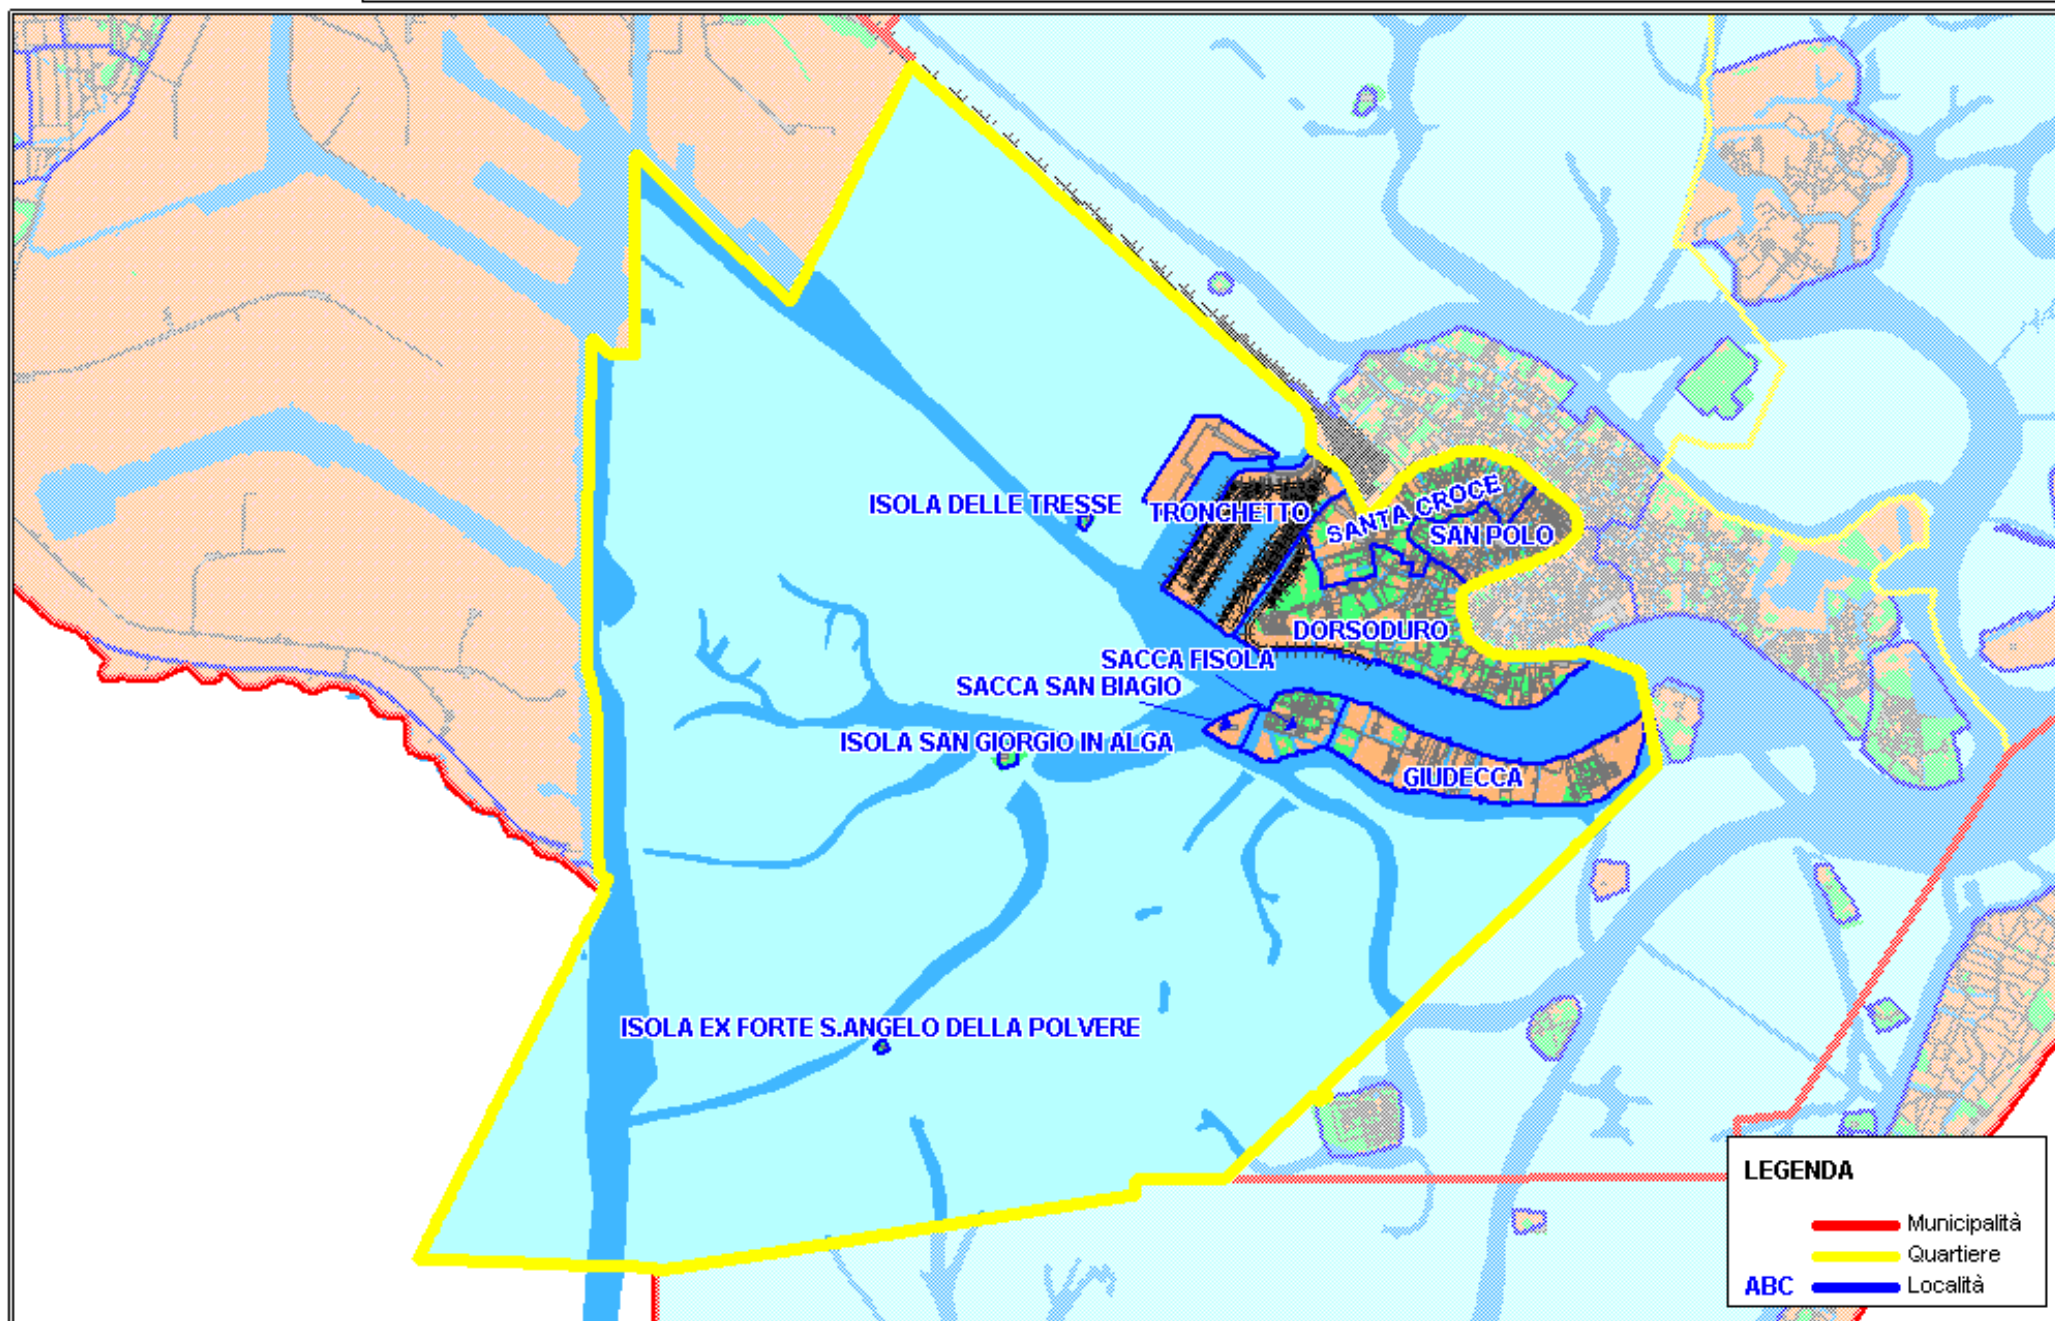 ISOLA DELLE TRESSE
TRONCHETTO
SANTA CROCE
SAN POLO
DORSODURO
SACCA FISOLA
SACCA SAN BIAGIO
ISOLA SAN GIORGIO IN ALGA
GIUDECCA
ISOLA EX FORTE S.ANGELO DELLA POLVERE
LEGENDA
Municipalità
Quartiere
ABC Località